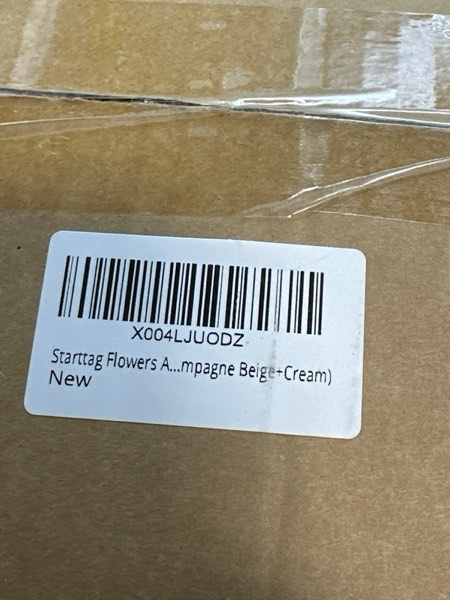 X004LJUODZ
Starttag Flowers A...mpagne Beige+Cream)
New